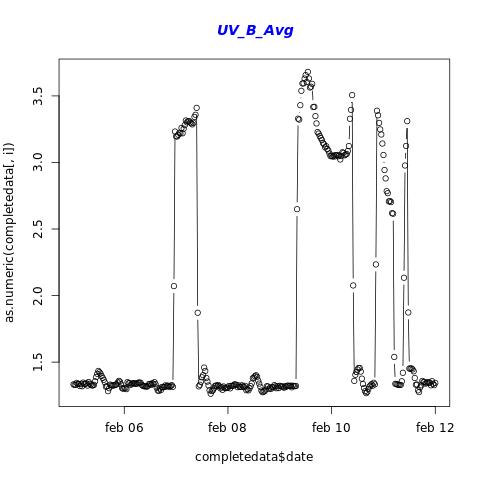 UV_B_Avg
as.numeric(completedata[, i])
3.5
3.0
2.5
2.0
1.5
feb 06
feb 08
feb 10
feb 12
completedata$date